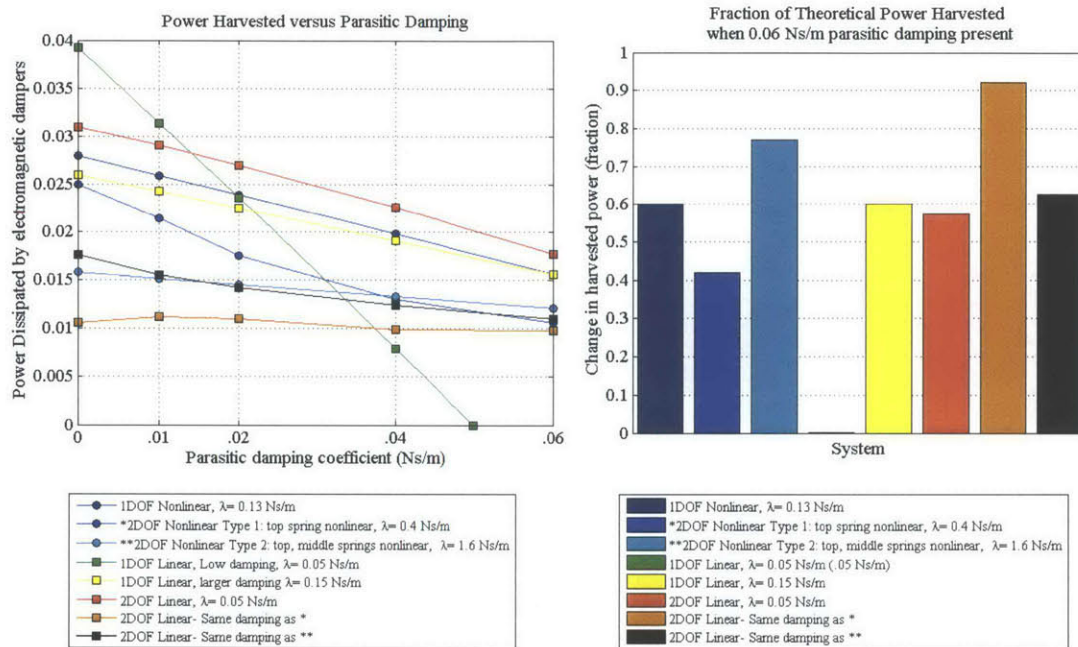 Power Harvested versus Parasitic Damping
Power Dissipated by electromagnetic dampers
0.04
0.035
0.03
0.025
0.02
0.015
0.01
0.005
0
0
.01
.02
.04
.06
Parasitic damping coefficient (Ns/m)
1DOF Nonlinear, λ= 0.13 Ns/m
*2DOF Nonlinear Type 1: top spring nonlinear, λ= 0.4 Ns/m
**2DOF Nonlinear Type 2: top, middle springs nonlinear, λ= 1.6 Ns/m
1DOF Linear, Low damping, λ= 0.05 Ns/m
1DOF Linear, larger damping λ= 0.15 Ns/m
2DOF Linear, λ= 0.05 Ns/m
2DOF Linear- Same damping as *
2DOF Linear- Same damping as **
Fraction of Theoretical Power Harvested
when 0.06 Ns/m parasitic damping present
Change in harvested power (fraction)
1
0.9
0.8
0.7
0.6
0.5
0.4
0.3
0.2
0.1
0
System
1DOF Nonlinear, λ= 0.13 Ns/m
*2DOF Nonlinear Type 1: top spring nonlinear, λ= 0.4 Ns/m
**2DOF Nonlinear Type 2: top, middle springs nonlinear, λ= 1.6 Ns/m
1DOF Linear, λ= 0.05 Ns/m (.05 Ns/m)
1DOF Linear, λ= 0.15 Ns/m
2DOF Linear, λ= 0.05 Ns/m
2DOF Linear- Same damping as *
2DOF Linear- Same damping as **